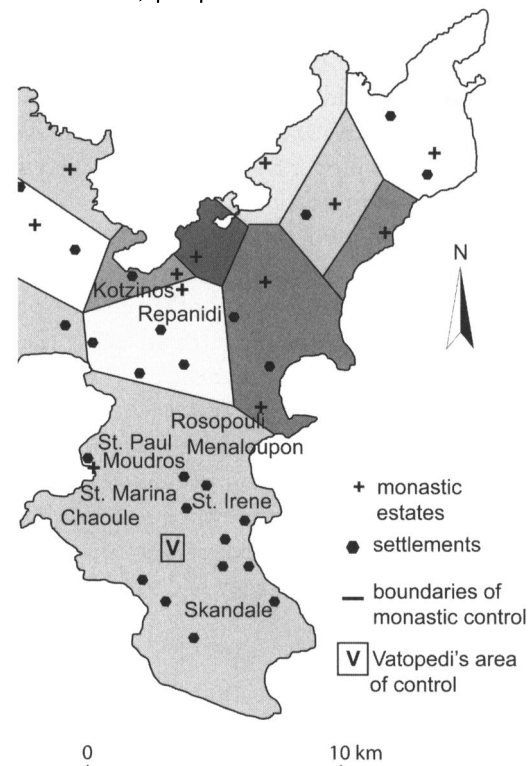 N
Kotzinos
Repanidi
Rosopouli
St. Paul
Menaloupon
Moudros
St. Marina
St. Irene
Chaoule
V
Skandale
+ monastic
estates
settlements
boundaries of
monastic control
V Vatopedi's area
of control
0 10 km